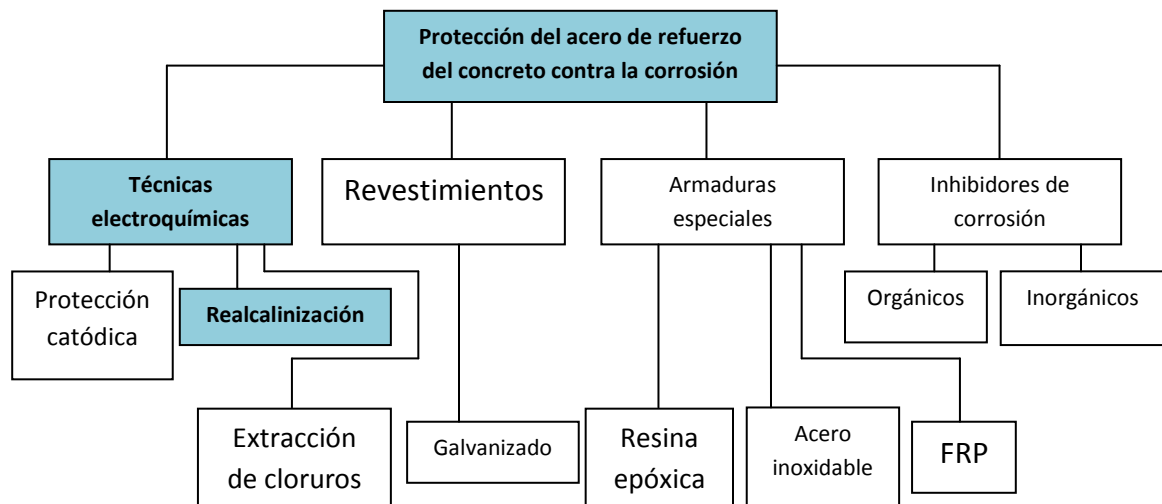 Protección del acero de refuerzo
del concreto contra la corrosión
Técnicas
electroquímicas
Revestimientos
Armaduras
especiales
Inhibidores de
corrosión
Protección
catódica
Realcalinización
Orgánicos
Inorgánicos
Extracción
de cloruros
Galvanizado
Resina
epóxica
Acero
inoxidable
FRP